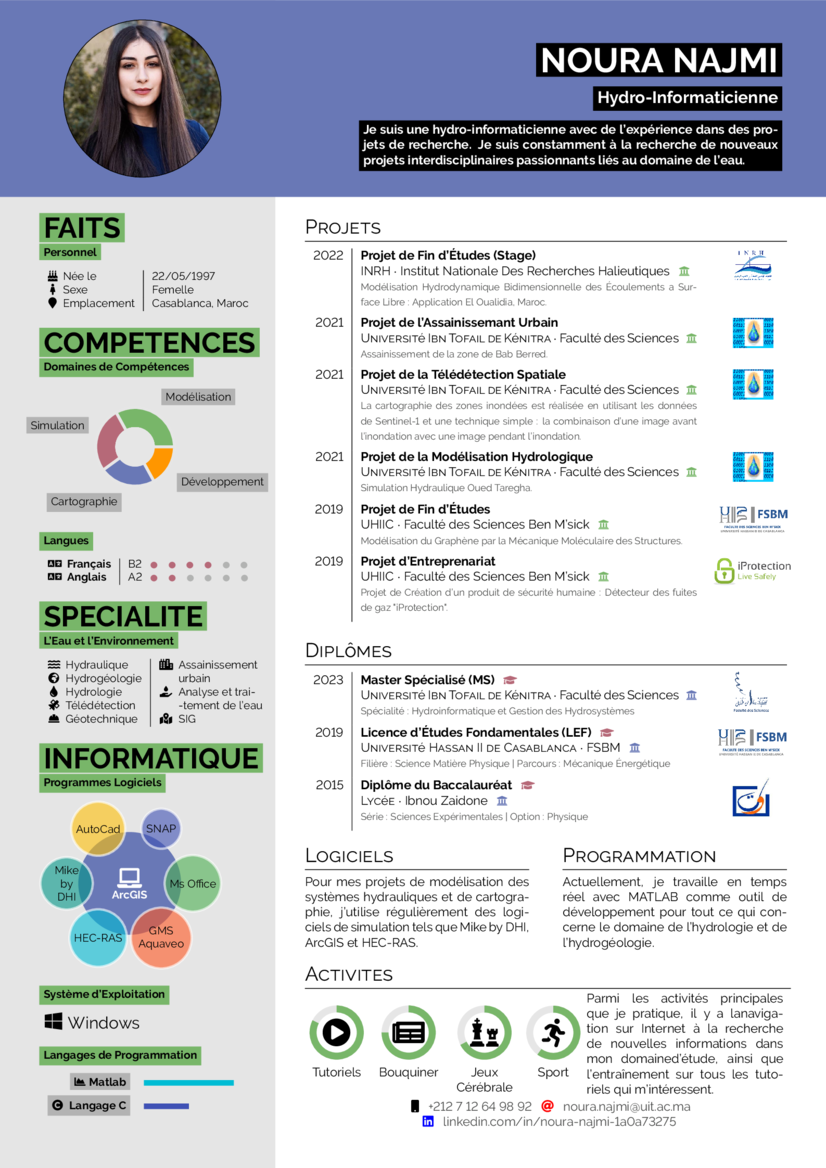 NOURA NAJMI
Hydro-Informaticienne
Je suis une hydro-informaticienne avec de l'expérience dans des pro-
jets de recherche. Je suis constamment à la recherche de nouveaux
projets interdisciplinaires passionnants liés au domaine de l'eau.
FAITS
Personnel
Née le 22/05/1997
Sexe Femelle
Emplacement Casablanca, Maroc
COMPETENCES
Domaines de Compétences
Modélisation
Simulation
Développement
Cartographie
Langues
Français B2
Anglais A2
SPECIALITE
L'Eau et l'Environnement
Hydraulique
Hydrogéologie
Hydrologie
Télédétection
Géotechnique
Assainissement
urbain
Analyse et trai-
-tement de l'eau
SIG
INFORMATIQUE
Programmes Logiciels
AutoCad
SNAP
Mike
by
DHI
ArcGIS
Ms Office
HEC-RAS
GMS
Aquaveo
Système d'Exploitation
Windows
Langages de Programmation
Matlab
Langage C
PROJETS
2022 Projet de Fin d'Études (Stage)
INRH · Institut Nationale Des Recherches Halieutiques
Modélisation Hydrodynamique Bidimensionnelle des Écoulements a Sur-
face Libre : Application El Oualidia, Maroc.
I N R H
2021 Projet de l'Assainissemant Urbain
UNIVERSITÉ IBN TOFAIL DE KÉNITRA · Faculté des Sciences
Assainissement de la zone de Bab Berred.
2021 Projet de la Télédétection Spatiale
UNIVERSITÉ IBN TOFAIL DE KÉNITRA · Faculté des Sciences
La cartographie des zones inondées est réalisée en utilisant les données
de Sentinel-1 et une technique simple : la combinaison d'une image avant
l'inondation avec une image pendant l'inondation.
2021 Projet de la Modélisation Hydrologique
UNIVERSITÉ IBN TOFAIL DE KÉNITRA · Faculté des Sciences
Simulation Hydraulique Oued Taregha.
2019 Projet de Fin d'Études
UHIIC · Faculté des Sciences Ben M'sick
Modélisation du Graphène par la Mécanique Moléculaire des Structures.
FSBM
2019 Projet d'Entreprenariat
UHIIC · Faculté des Sciences Ben M'sick
Projet de Création d'un produit de sécurité humaine : Détecteur des fuites
de gaz "iProtection".
iProtection
Live Safely
DIPLÔMES
2023 Master Spécialisé (MS)
UNIVERSITÉ IBN TOFAIL DE KÉNITRA · Faculté des Sciences
Spécialité : Hydroinformatique et Gestion des Hydrosystèmes
2019 Licence d'Études Fondamentales (LEF)
UNIVERSITÉ HASSAN II DE CASABLANCA · FSBM
Filière : Science Matière Physique | Parcours : Mécanique Énergétique
FSBM
2015 Diplôme du Baccalauréat
LYCÉE · Ibnou Zaidone
Série : Sciences Expérimentales | Option : Physique
LOGICIELS
Pour mes projets de modélisation des
systèmes hydrauliques et de cartogra-
phie, j'utilise régulièrement des logi-
ciels de simulation tels que Mike by DHI,
ArcGIS et HEC-RAS.
PROGRAMMATION
Actuellement, je travaille en temps
réel avec MATLAB comme outil de
développement pour tout ce qui con-
cerne le domaine de l'hydrologie et de
l'hydrogéologie.
ACTIVITES
Tutoriels
Bouquiner
Jeux
Cérébrale
Sport
Parmi les activités principales
que je pratique, il y a lanaviga-
tion sur Internet à la recherche
de nouvelles informations dans
mon domained'étude, ainsi que
l'entraînement sur tous les tuto-
riels qui m'intéressent.
+212 7 12 64 98 92 @ noura.najmi@uit.ac.ma
in linkedin.com/in/noura-najmi-1a0a73275